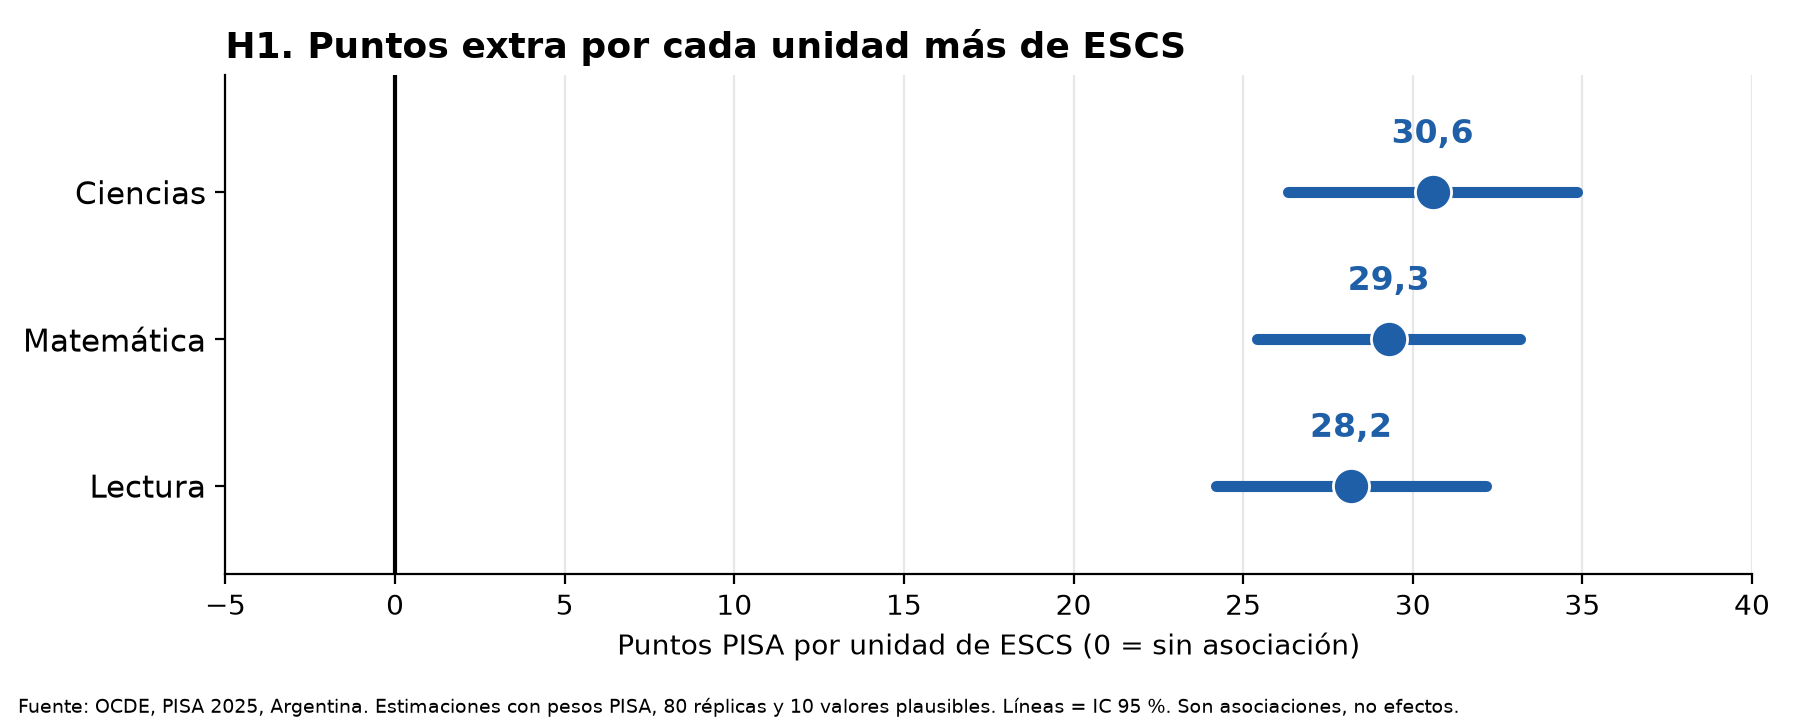 H1. Puntos extra por cada unidad más de ESCS
30,6
Ciencias
29,3
Matemática
28,2
Lectura
−5 0 5 10 15 20 25 30 35 40
Puntos PISA por unidad de ESCS (0 = sin asociación)
Fuente: OCDE, PISA 2025, Argentina. Estimaciones con pesos PISA, 80 réplicas y 10 valores plausibles. Líneas = IC 95 %. Son asociaciones, no efectos.